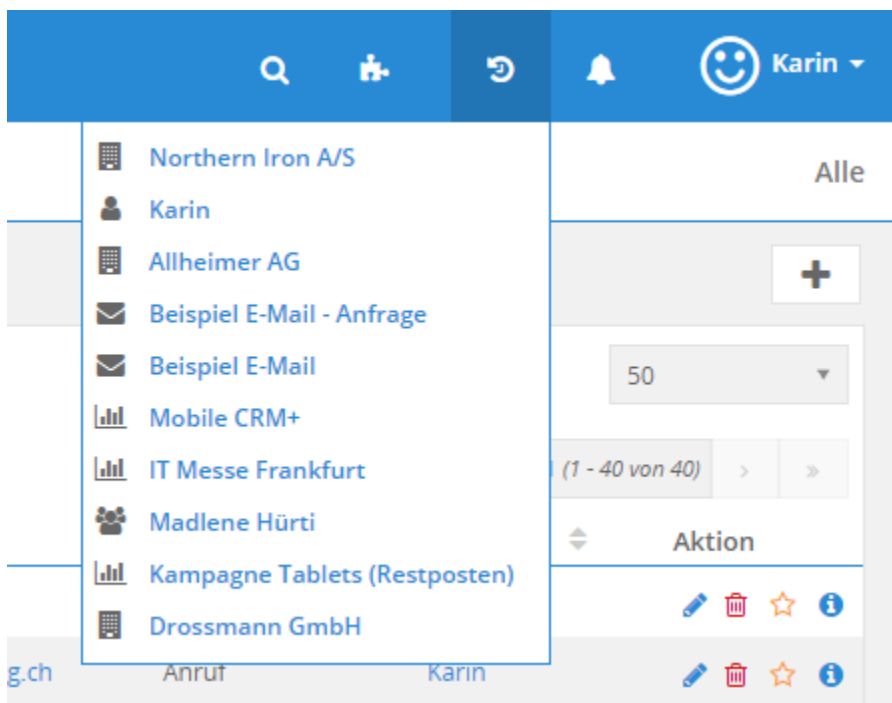 Karin
Northern Iron A/S
Alle
Karin
Allheimer AG
Beispiel E-Mail - Anfrage
Beispiel E-Mail
50
Mobile CRM+
IT Messe Frankfurt
(1 - 40 von 40) > »
Madlene Hürti
Aktion
Kampagne Tablets (Restposten)
Drossmann GmbH
g.ch Anruf Karin